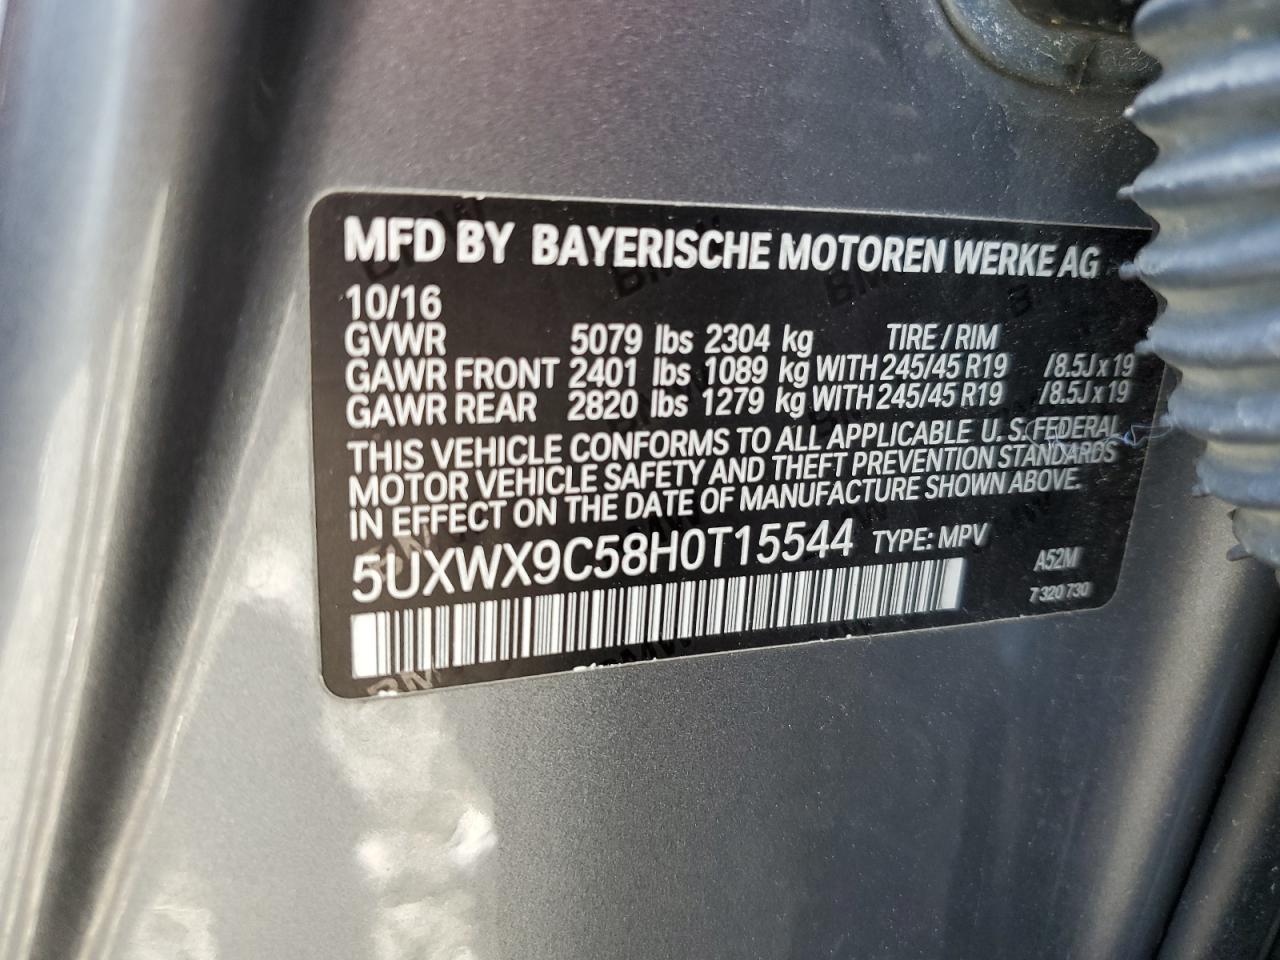 MFD BY BAYERISCHE MOTOREN WERKE AG
10/16
GVWR 5079 lbs 2304 kg TIRE / RIM
GAWR FRONT 2401 lbs 1089 kg WITH 245/45 R19 /8.5J x 19
GAWR REAR 2820 lbs 1279 kg WITH 245/45 R19 /8.5J x 19
THIS VEHICLE CONFORMS TO ALL APPLICABLE U.S. FEDERAL
MOTOR VEHICLE SAFETY AND THEFT PREVENTION STANDARDS
IN EFFECT ON THE DATE OF MANUFACTURE SHOWN ABOVE.
5UXWX9C58H0T15544 TYPE: MPV
A52M
7 320 730